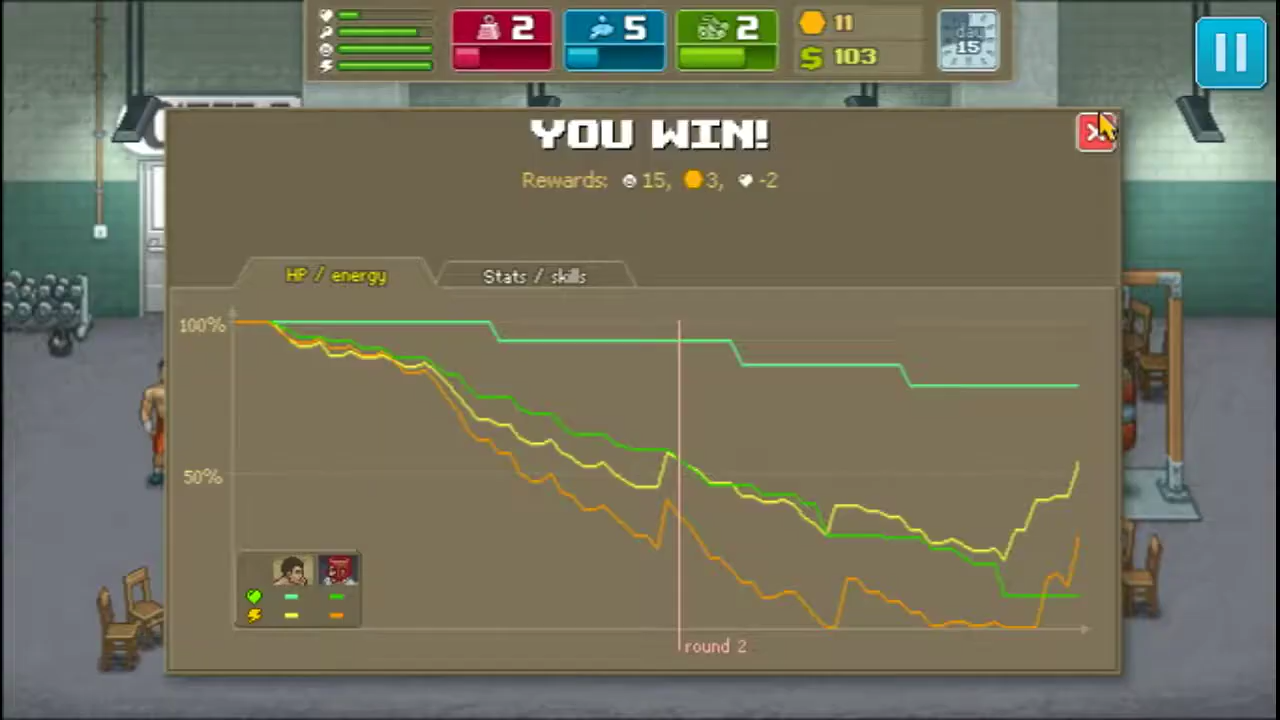 2
5
2
11
103
day
15
YOU WIN!
Rewards: 15, 3, -2
HP / energy
Stats / skills
100%
50%
round 2